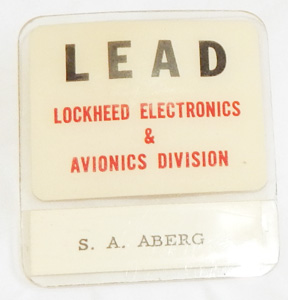 LEAD
LOCKHEED ELECTRONICS
&
AVIONICS DIVISION
S. A. ABERG